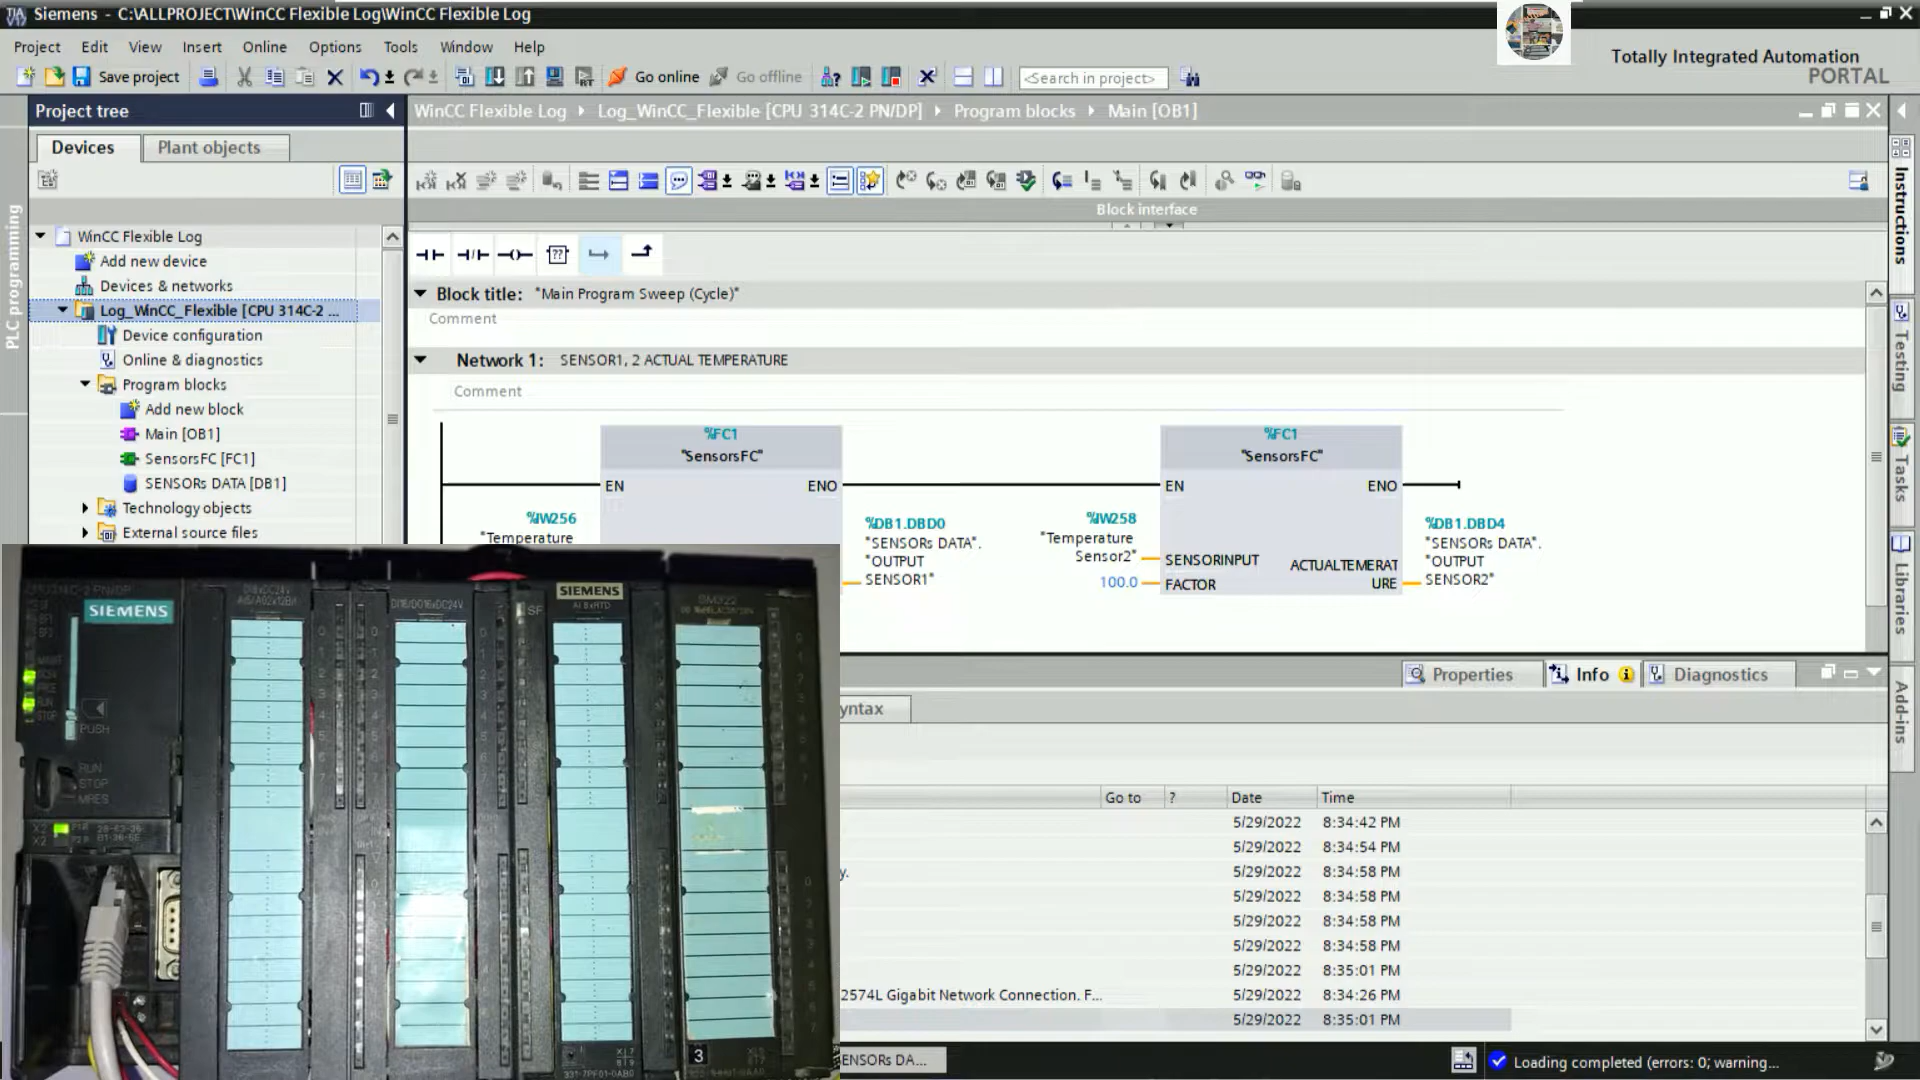 Siemens - C:\ALLPROJECT\WinCC Flexible Log\WinCC Flexible Log
Project Edit View Insert Online Options Tools Window Help
Totally Integrated Automation
PORTAL
Save project
Go online
Go offline
<Search in project>
Project tree
WinCC Flexible Log
Log_WinCC_Flexible [CPU 314C-2 PN/DP]
Program blocks
Main [OB1]
Devices
Plant objects
PLC programming
Block interface
WinCC Flexible Log
Add new device
Devices & networks
Log_WinCC_Flexible [CPU 314C-2 ...
Device configuration
Online & diagnostics
Program blocks
Add new block
Main [OB1]
SensorsFC [FC1]
SENSORs DATA [DB1]
Technology objects
External source files
??
Block title: "Main Program Sweep (Cycle)"
Comment
Network 1: SENSOR1, 2 ACTUAL TEMPERATURE
Comment
%FC1
"SensorsFC"
EN
ENO
%IW256
"Temperature
%DB1.DBD0
"SENSORs DATA".
"OUTPUT
SENSOR1"
%FC1
"SensorsFC"
EN
ENO
%IW258
"Temperature
Sensor2"
SENSORINPUT
100.0
FACTOR
ACTUALTEMERAT
URE
%DB1.DBD4
"SENSORs DATA".
"OUTPUT
SENSOR2"
Instructions
Testing
Tasks
Libraries
Add-ins
Properties
Info
Diagnostics
yntax
Go to ? Date Time
5/29/2022 8:34:42 PM
5/29/2022 8:34:54 PM
y.
5/29/2022 8:34:58 PM
5/29/2022 8:34:58 PM
5/29/2022 8:34:58 PM
5/29/2022 8:34:58 PM
5/29/2022 8:35:01 PM
2574L Gigabit Network Connection. F...
5/29/2022 8:34:26 PM
5/29/2022 8:35:01 PM
ENSORs DA...
Loading completed (errors: 0; warning...
SIEMENS
SIEMENS
SF
PUSH
RUN
STOP
MRES
3